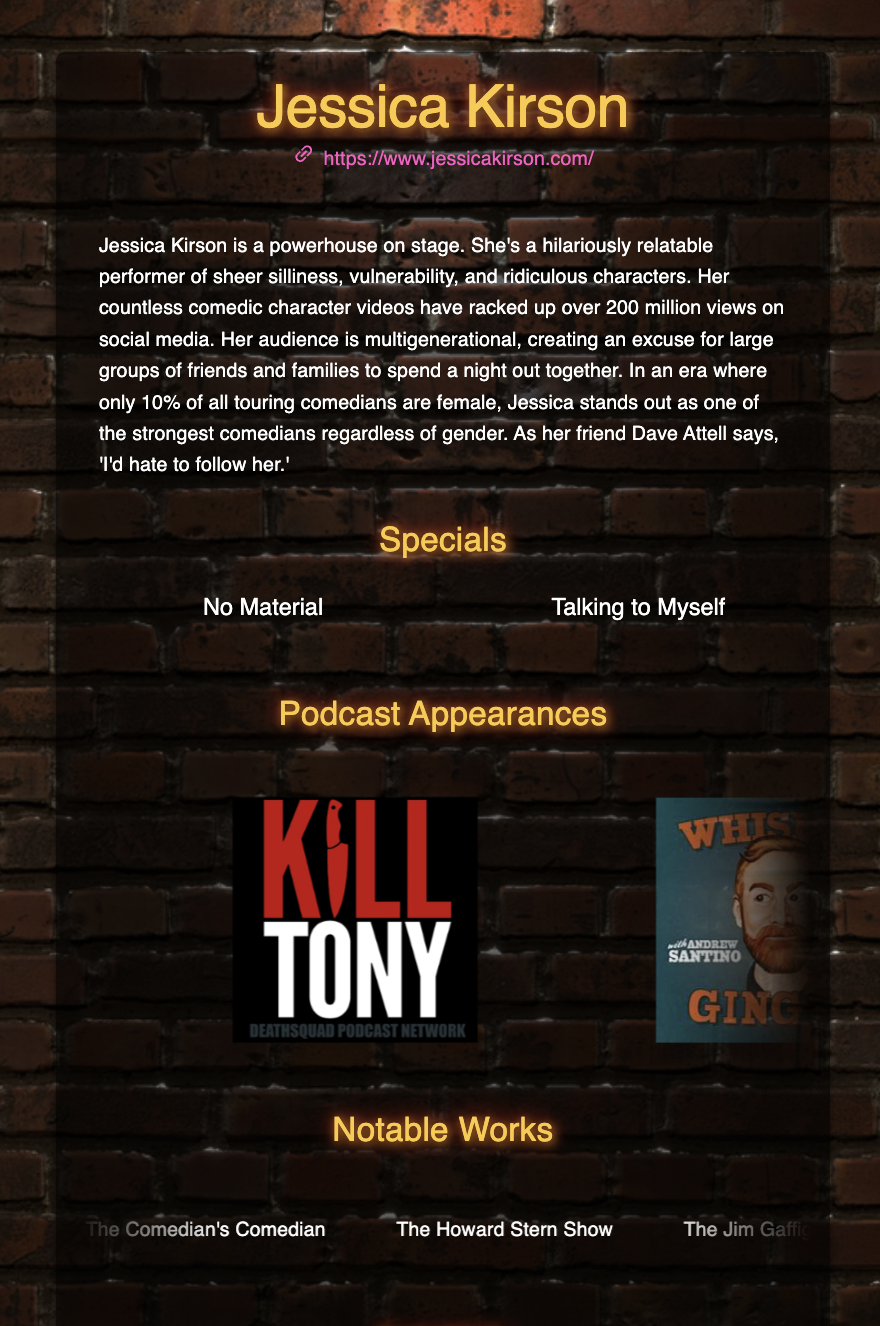 Jessica Kirson
https://www.jessicakirson.com/
Jessica Kirson is a powerhouse on stage. She's a hilariously relatable
performer of sheer silliness, vulnerability, and ridiculous characters. Her
countless comedic character videos have racked up over 200 million views on
social media. Her audience is multigenerational, creating an excuse for large
groups of friends and families to spend a night out together. In an era where
only 10% of all touring comedians are female, Jessica stands out as one of
the strongest comedians regardless of gender. As her friend Dave Attell says,
'I'd hate to follow her.'
Specials
No Material Talking to Myself
Podcast Appearances
KILL
TONY
DEATHSQUAD PODCAST NETWORK
WHIS
with ANDREW
SANTINO
GING
Notable Works
The Comedian's Comedian The Howard Stern Show The Jim Gaffig